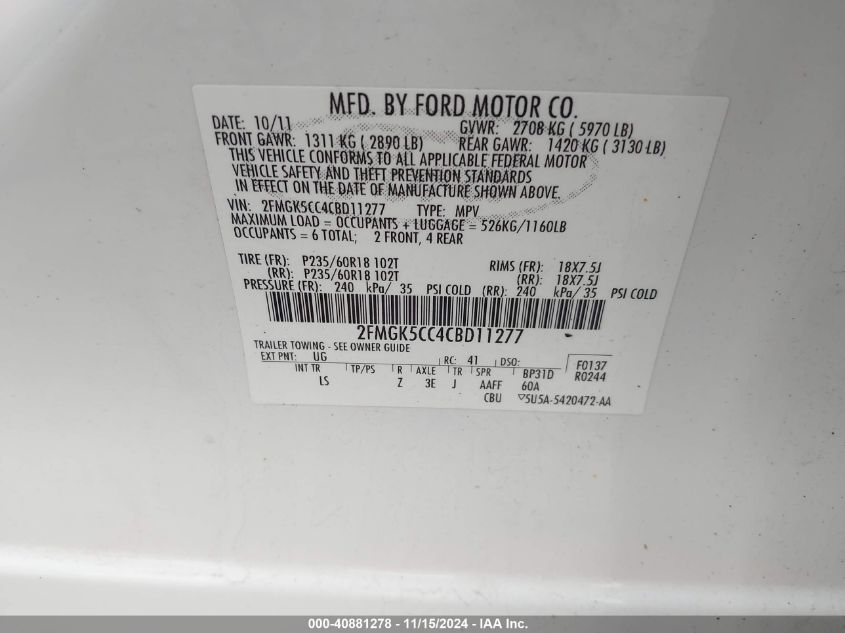 MFD. BY FORD MOTOR CO.
DATE: 10/11 GVWR: 2708 KG ( 5970 LB)
FRONT GAWR: 1311 KG ( 2890 LB) REAR GAWR: 1420 KG ( 3130 LB)
THIS VEHICLE CONFORMS TO ALL APPLICABLE FEDERAL MOTOR
VEHICLE SAFETY AND THEFT PREVENTION STANDARDS
IN EFFECT ON THE DATE OF MANUFACTURE SHOWN ABOVE.
VIN: 2FMGK5CC4CBD11277 TYPE: MPV
MAXIMUM LOAD = OCCUPANTS + LUGGAGE = 526KG/1160LB
OCCUPANTS = 6 TOTAL; 2 FRONT, 4 REAR
TIRE (FR): P235/60R18 102T RIMS (FR): 18X7.5J
(RR): P235/60R18 102T (RR): 18X7.5J
PRESSURE (FR): 240 kPa/ 35 PSI COLD (RR): 240 kPa/ 35 PSI COLD
2FMGK5CC4CBD11277
TRAILER TOWING - SEE OWNER GUIDE
EXT PNT: UG RC: 41 DSO: F0137
INT TR TP/PS R AXLE TR SPR BP31D R0244
LS Z 3E J AAFF 60A
CBU ▽5U5A-5420472-AA
000-40881278 - 11/15/2024 - IAA Inc.